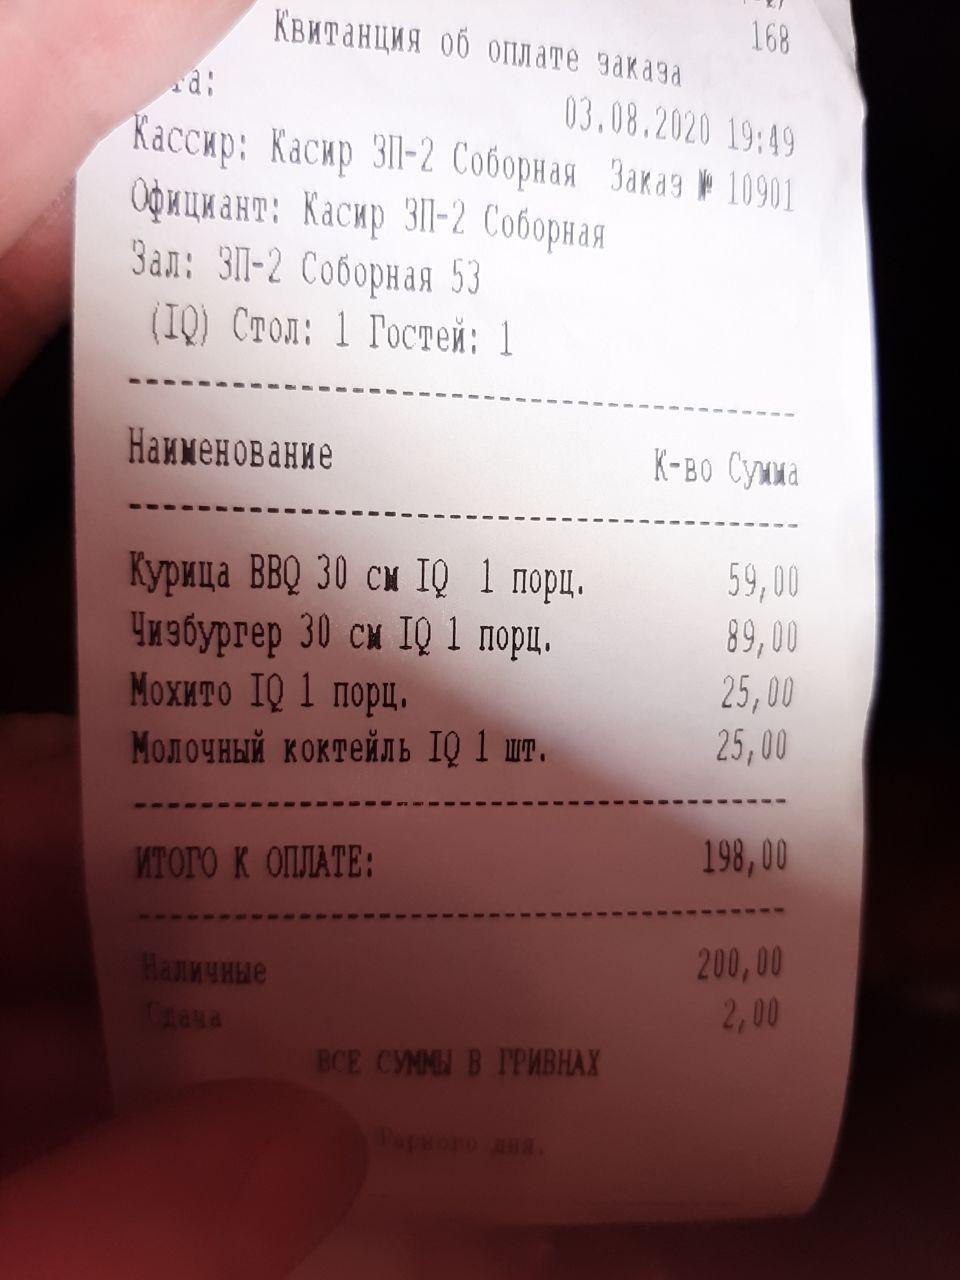 168
Квитанция об оплате заказа
03.08.2020 19:49
Кассир: Касир ЗП-2 Соборная Заказ № 10901
Официант: Касир ЗП-2 Соборная
Зал: ЗП-2 Соборная 53
(IQ) Стол: 1 Гостей: 1
Наименование К-во Сумма
Курица BBQ 30 см IQ 1 порц. 59,00
Чизбургер 30 см IQ 1 порц. 89,00
Мохито IQ 1 порц. 25,00
Молочный коктейль IQ 1 шт. 25,00
ИТОГО К ОПЛАТЕ: 198,00
Наличные 200,00
Сдача 2,00
ВСЕ СУММЫ В ГРИВНАХ
Гарного дня.